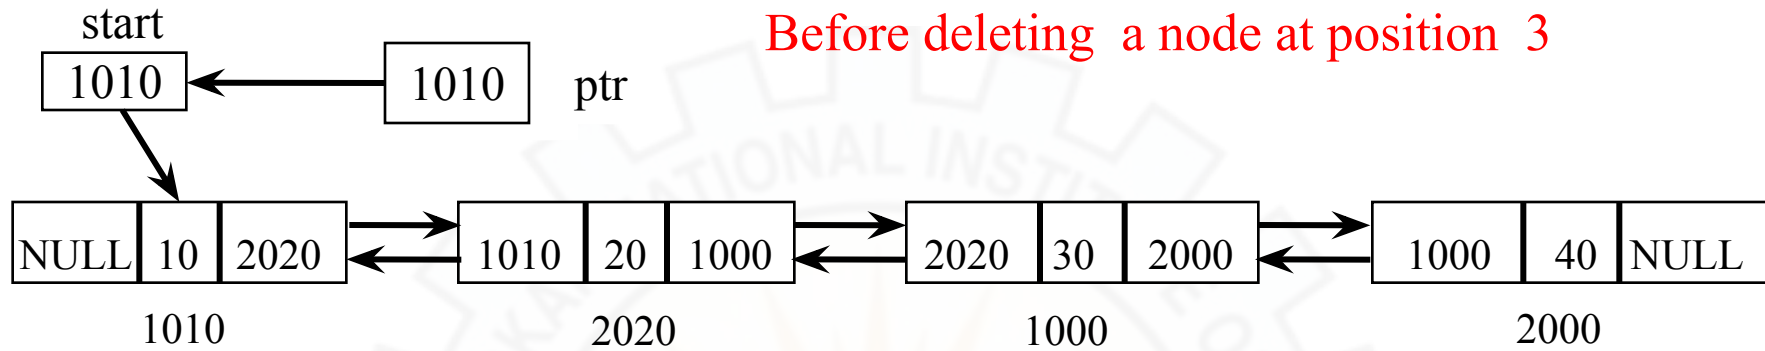 start
Before deleting a node at position 3
1010 1010 ptr
NULL 10 2020 1010 20 1000 2020 30 2000 1000 40 NULL
1010 2020 1000 2000